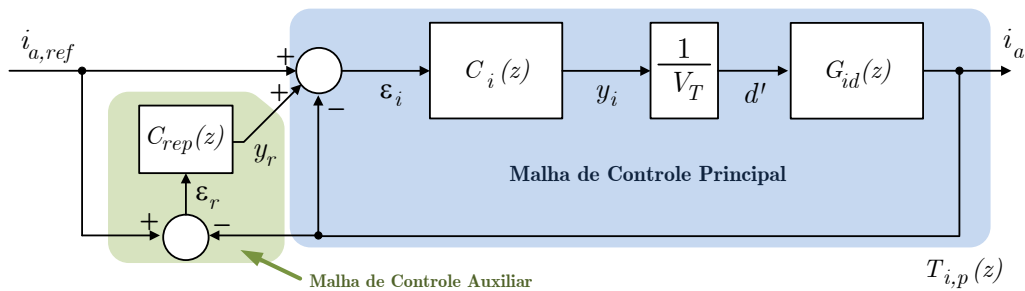 i_{a,ref}
+
+
−
ε_i
C_i(z)
y_i
1
V_T
d'
G_{id}(z)
i_a
C_{rep}(z)
y_r
ε_r
+
−
Malha de Controle Principal
T_{i,p}(z)
Malha de Controle Auxiliar